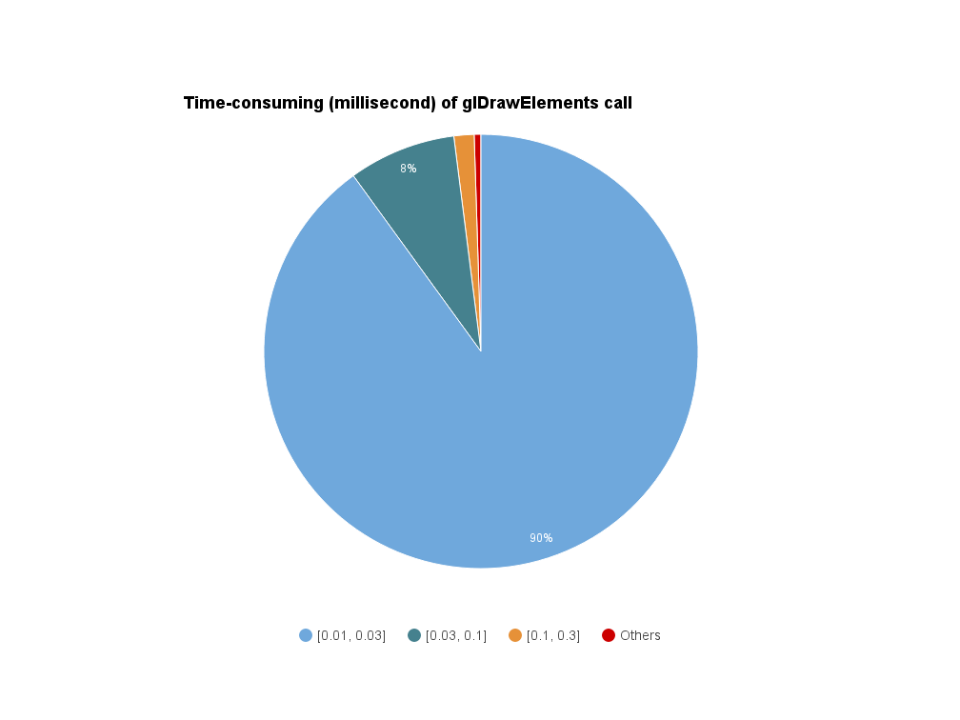 Time-consuming (millisecond) of glDrawElements call
8%
90%
[0.01, 0.03] [0.03, 0.1] [0.1, 0.3] Others